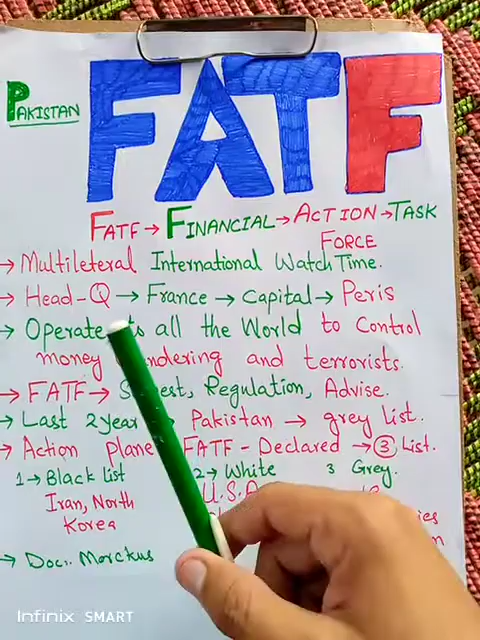 PAKISTAN
FATF
FATF → FINANCIAL → ACTION → TASK
FORCE
→ Multileteral International Watch Time.
→ Head-Q → France → Capital → Peris
→ Operate all the World to Control
money and terrorists.
→ FATF → Regulation, Advise.
→ Last 2 year Pakistan → grey list.
→ Action plane FATF - Declared → 3 List.
1 → Black list 2 → White 3 Grey.
Iran, North U.S.A
Korea
→ Doc:. Morckus
Infinix SMART